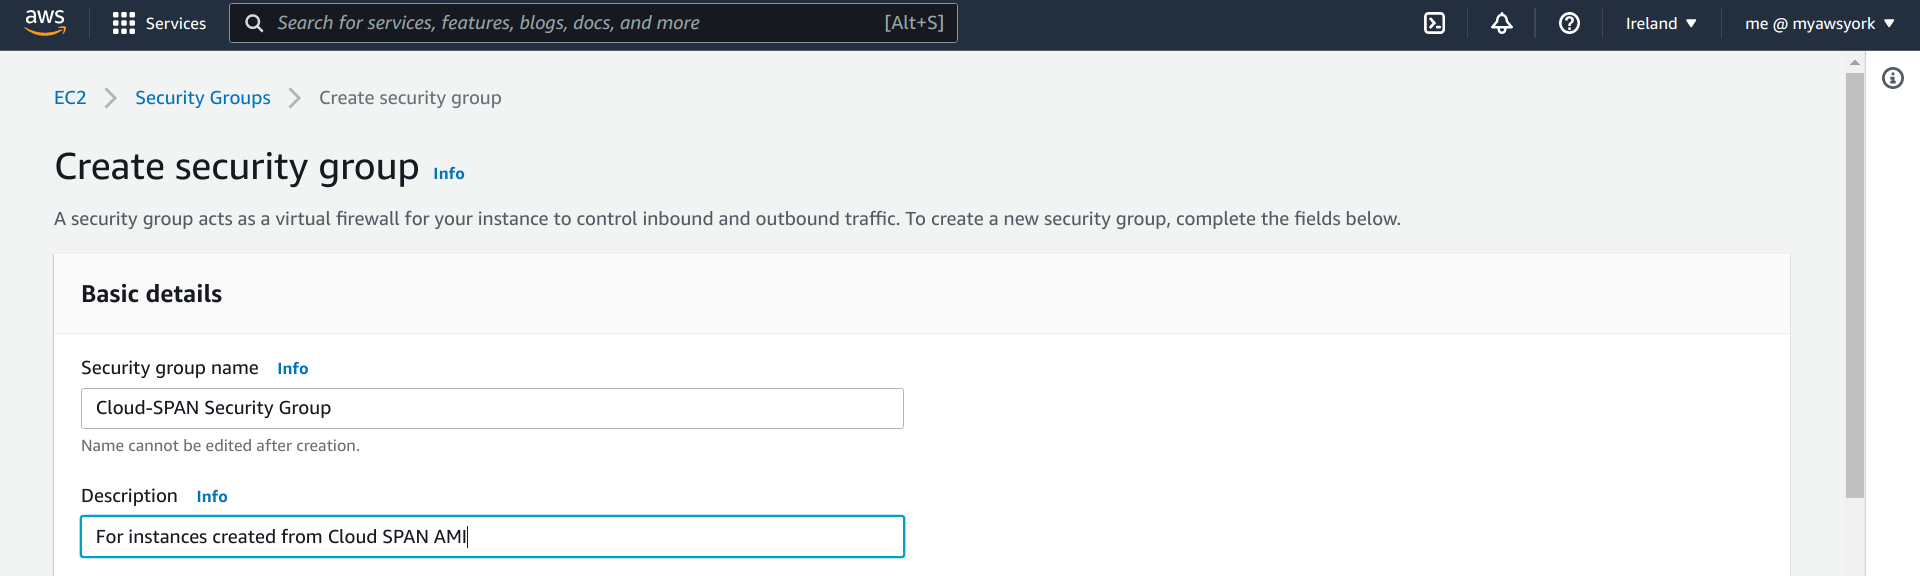 aws Services Search for services, features, blogs, docs, and more [Alt+S] Ireland me @ myawsyork
EC2 Security Groups Create security group
Create security group Info
A security group acts as a virtual firewall for your instance to control inbound and outbound traffic. To create a new security group, complete the fields below.
Basic details
Security group name Info
Cloud-SPAN Security Group
Name cannot be edited after creation.
Description Info
For instances created from Cloud SPAN AMI